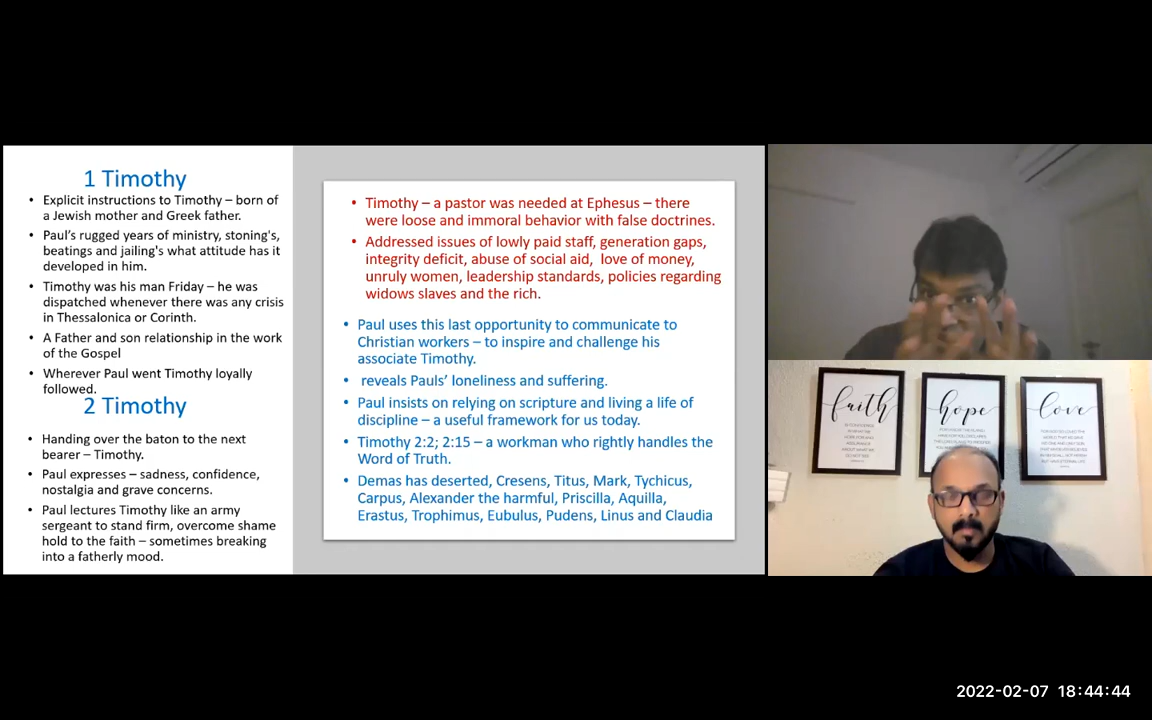 1 Timothy
• Explicit instructions to Timothy – born of
a Jewish mother and Greek father.
• Paul's rugged years of ministry, stoning's,
beatings and jailing's what attitude has it
developed in him.
• Timothy was his man Friday – he was
dispatched whenever there was any crisis
in Thessalonica or Corinth.
• A Father and son relationship in the work
of the Gospel
• Wherever Paul went Timothy loyally
followed.
2 Timothy
• Handing over the baton to the next
bearer – Timothy.
• Paul expresses – sadness, confidence,
nostalgia and grave concerns.
• Paul lectures Timothy like an army
sergeant to stand firm, overcome shame
hold to the faith – sometimes breaking
into a fatherly mood.
• Timothy – a pastor was needed at Ephesus – there
were loose and immoral behavior with false doctrines.
• Addressed issues of lowly paid staff, generation gaps,
integrity deficit, abuse of social aid, love of money,
unruly women, leadership standards, policies regarding
widows slaves and the rich.
• Paul uses this last opportunity to communicate to
Christian workers – to inspire and challenge his
associate Timothy.
• reveals Pauls' loneliness and suffering.
• Paul insists on relying on scripture and living a life of
discipline – a useful framework for us today.
• Timothy 2:2; 2:15 – a workman who rightly handles the
Word of Truth.
• Demas has deserted, Cresens, Titus, Mark, Tychicus,
Carpus, Alexander the harmful, Priscilla, Aquilla,
Erastus, Trophimus, Eubulus, Pudens, Linus and Claudia
faith
hope
love
2022-02-07 18:44:44